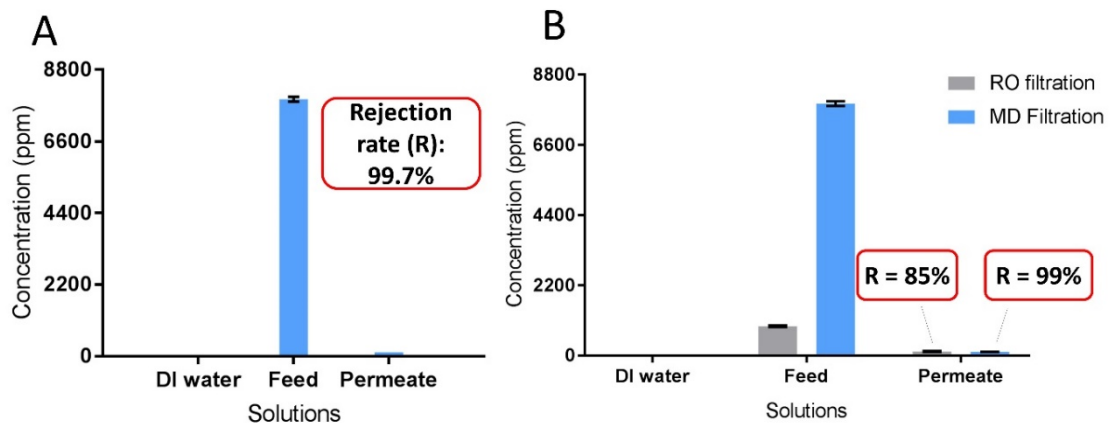 A
Concentration (ppm)
8800
6600
4400
2200
0
Rejection
rate (R):
99.7%
DI water Feed Permeate
Solutions
B
Concentration (ppm)
8800
6600
4400
2200
0
RO filtration
MD Filtration
R = 85%
R = 99%
DI water Feed Permeate
Solutions